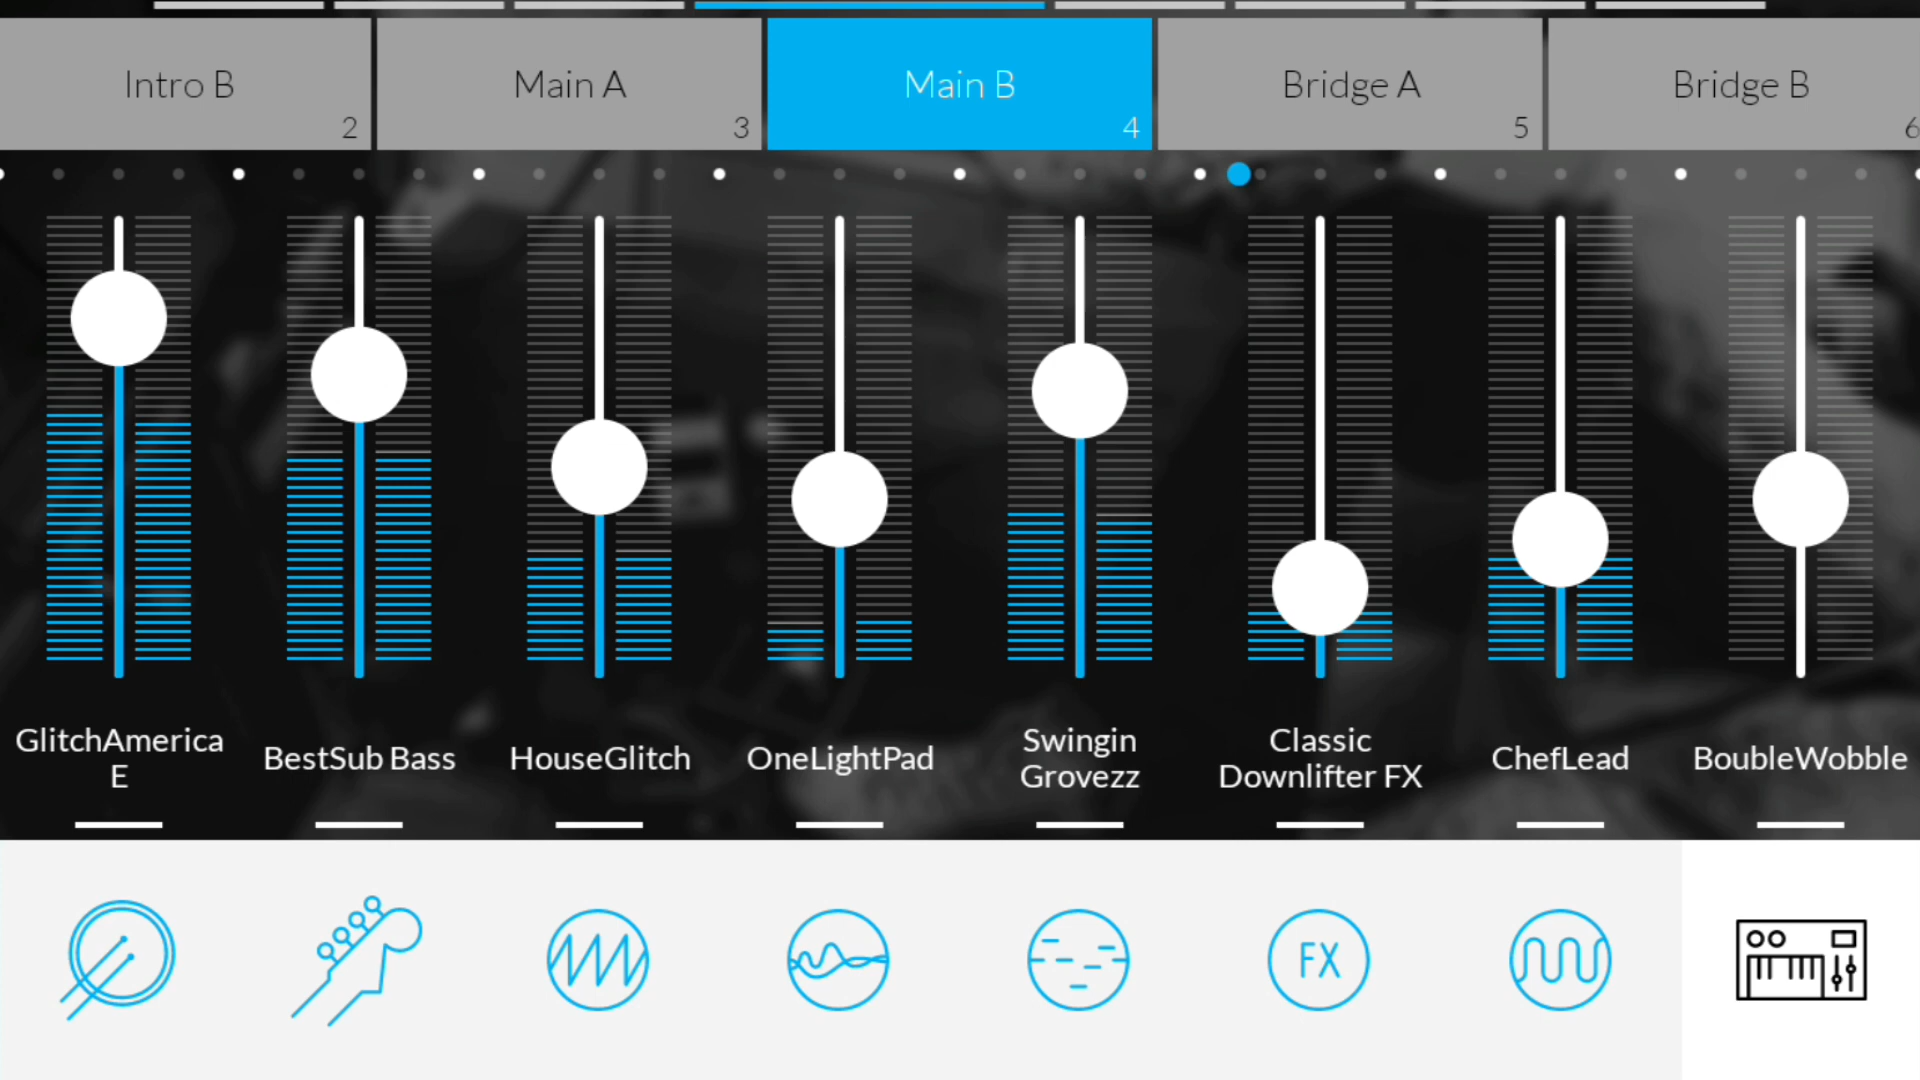 Intro B
2
Main A
3
Main B
4
Bridge A
5
Bridge B
6
GlitchAmerica
E
BestSub Bass
HouseGlitch
OneLightPad
Swingin
Grovezz
Classic
Downlifter FX
ChefLead
BoubleWobble
FX